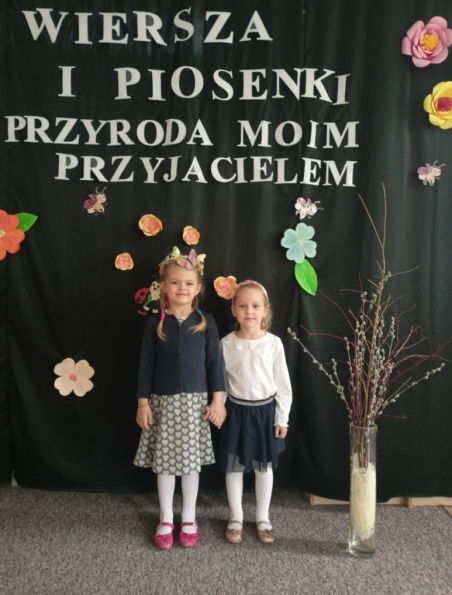 WIERSZA
I PIOSENKI
PRZYRODA MOIM
PRZYJACIELEM